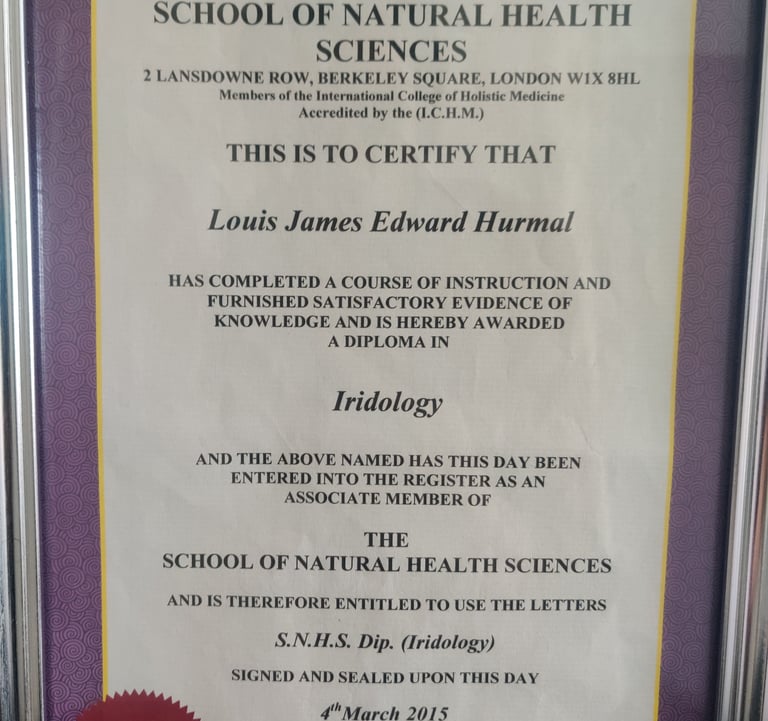 SCHOOL OF NATURAL HEALTH
SCIENCES
2 LANSDOWNE ROW, BERKELEY SQUARE, LONDON W1X 8HL
Members of the International College of Holistic Medicine
Accredited by the (I.C.H.M.)
THIS IS TO CERTIFY THAT
Louis James Edward Hurmal
HAS COMPLETED A COURSE OF INSTRUCTION AND
FURNISHED SATISFACTORY EVIDENCE OF
KNOWLEDGE AND IS HEREBY AWARDED
A DIPLOMA IN
Iridology
AND THE ABOVE NAMED HAS THIS DAY BEEN
ENTERED INTO THE REGISTER AS AN
ASSOCIATE MEMBER OF
THE
SCHOOL OF NATURAL HEALTH SCIENCES
AND IS THEREFORE ENTITLED TO USE THE LETTERS
S.N.H.S. Dip. (Iridology)
SIGNED AND SEALED UPON THIS DAY
4th March 2015